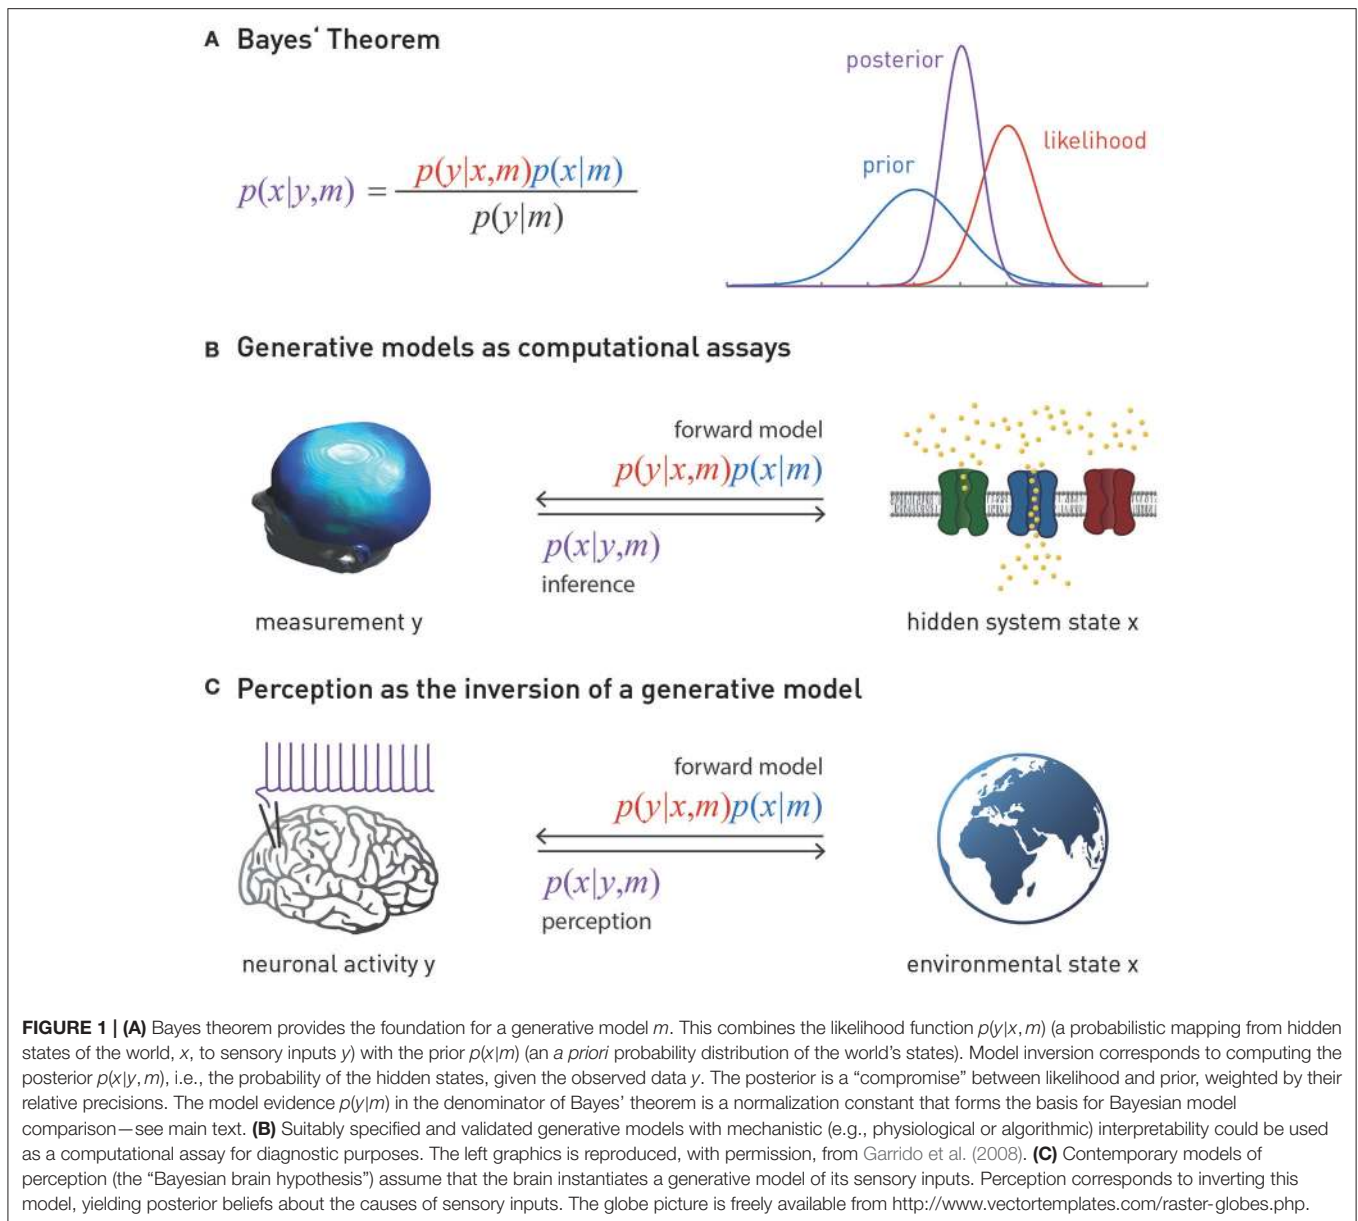 A Bayes‘ Theorem
posterior
likelihood
prior
p(x|y,m) = p(y|x,m)p(x|m)
p(y|m)
B Generative models as computational assays
forward model
p(y|x,m)p(x|m)
p(x|y,m)
inference
measurement y
hidden system state x
C Perception as the inversion of a generative model
forward model
p(y|x,m)p(x|m)
p(x|y,m)
perception
neuronal activity y
environmental state x
FIGURE 1 | (A) Bayes theorem provides the foundation for a generative model m. This combines the likelihood function p(y|x, m) (a probabilistic mapping from hidden
states of the world, x, to sensory inputs y) with the prior p(x|m) (an a priori probability distribution of the world's states). Model inversion corresponds to computing the
posterior p(x|y, m), i.e., the probability of the hidden states, given the observed data y. The posterior is a “compromise” between likelihood and prior, weighted by their
relative precisions. The model evidence p(y|m) in the denominator of Bayes' theorem is a normalization constant that forms the basis for Bayesian model
comparison—see main text. (B) Suitably specified and validated generative models with mechanistic (e.g., physiological or algorithmic) interpretability could be used
as a computational assay for diagnostic purposes. The left graphics is reproduced, with permission, from Garrido et al. (2008). (C) Contemporary models of
perception (the “Bayesian brain hypothesis”) assume that the brain instantiates a generative model of its sensory inputs. Perception corresponds to inverting this
model, yielding posterior beliefs about the causes of sensory inputs. The globe picture is freely available from http://www.vectortemplates.com/raster-globes.php.